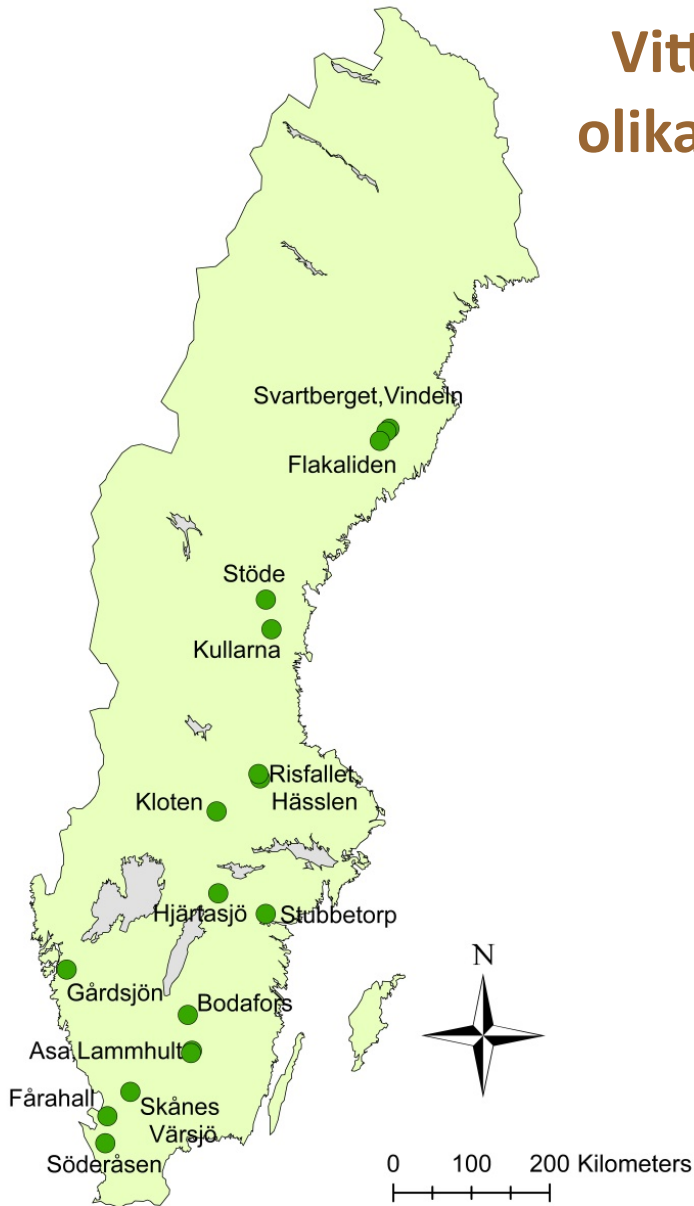 Vitt
olika
Svartberget,Vindeln
Flakaliden
Stöde
Kullarna
Risfallet,
Hässlen
Kloten
Hjärtasjö
Stubbetorp
Gårdsjön
Bodafors
Asa,Lammhult
Fårahall
Skånes
Värsjö
Söderåsen
N
0 100 200 Kilometers